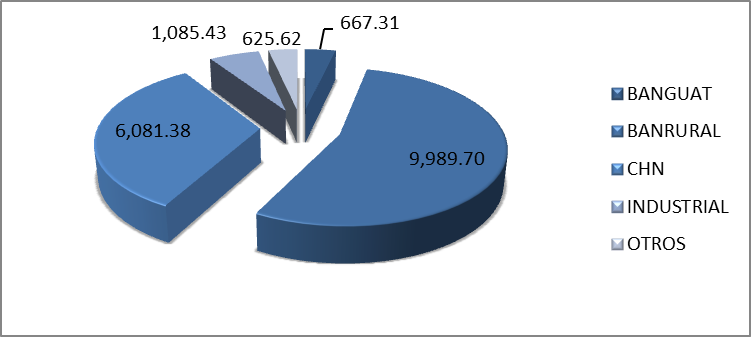 667.31
1,085.43
625.62
6,081.38
9,989.70
BANGUAT
BANRURAL
CHN
INDUSTRIAL
OTROS